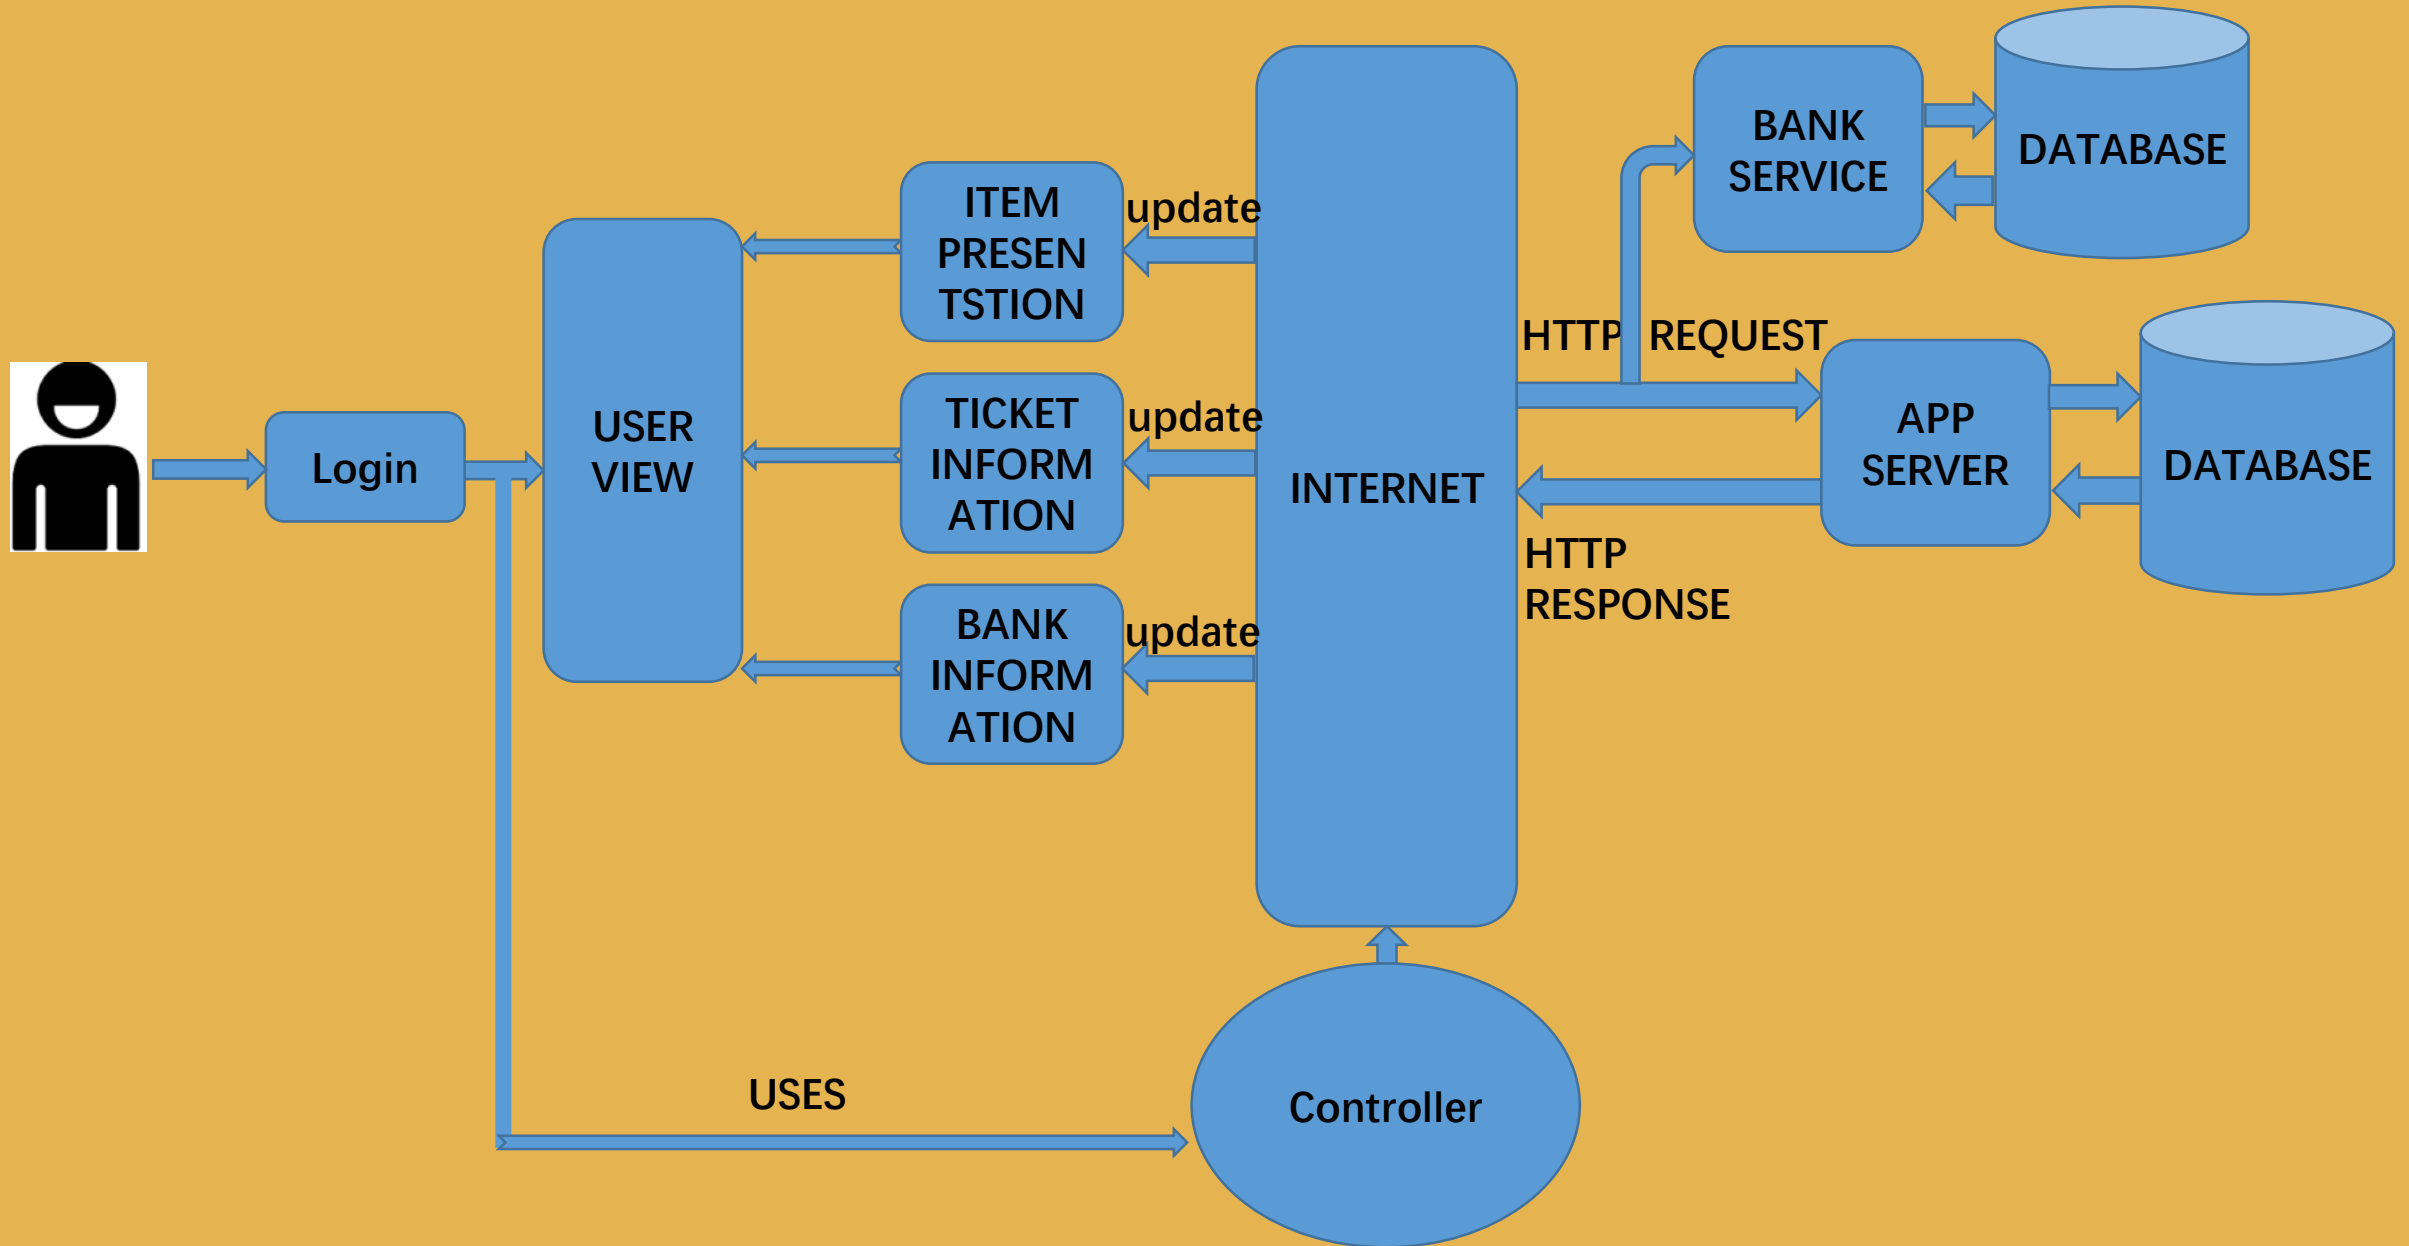 Login
USER
VIEW
ITEM
PRESEN
TSTION
TICKET
INFORM
ATION
BANK
INFORM
ATION
update
update
update
INTERNET
HTTP REQUEST
HTTP
RESPONSE
BANK
SERVICE
DATABASE
APP
SERVER
DATABASE
USES
Controller